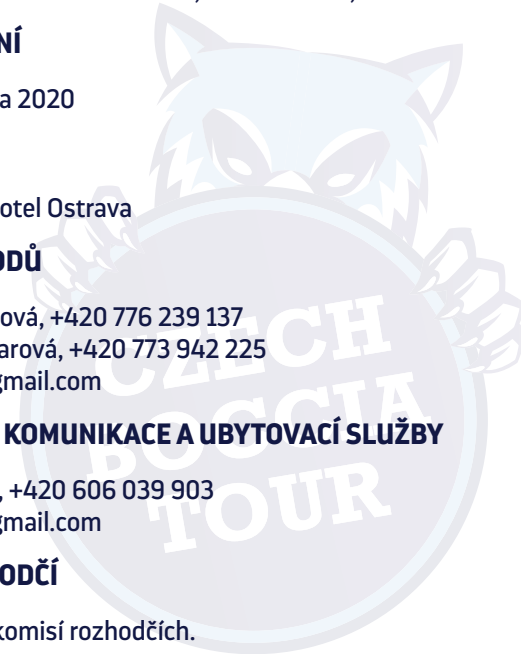 NÍ
a 2020
otel Ostrava
ODŮ
ová, +420 776 239 137
arová, +420 773 942 225
gmail.com
KOMUNIKACE A UBYTOVACÍ SLUŽBY
, +420 606 039 903
gmail.com
ODČÍ
komisí rozhodčích.
CZECH
BOCCIA
TOUR